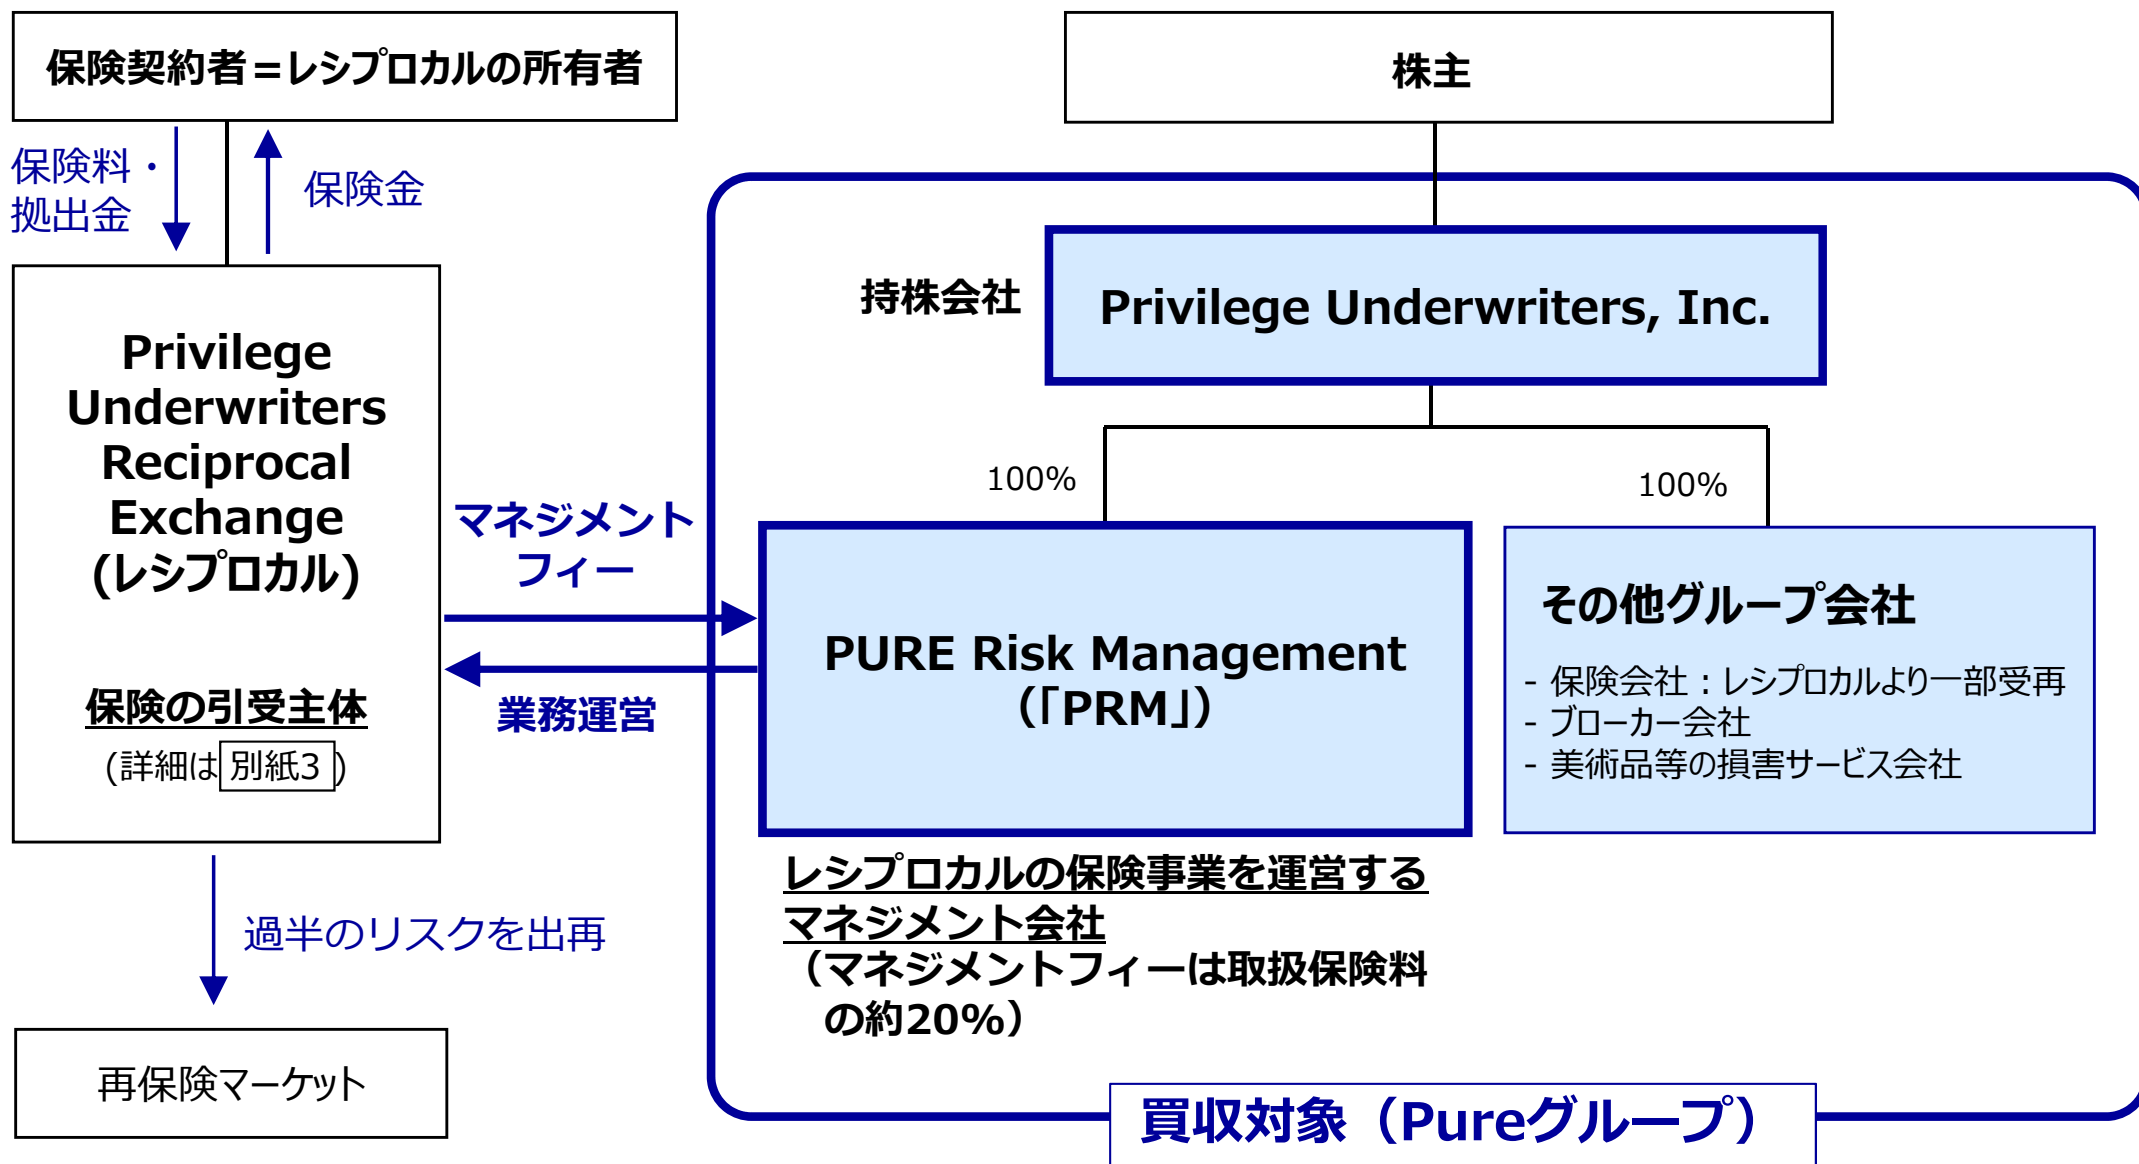 保険契約者=レシプロカルの所有者
保険料・
拠出金
保険金
Privilege
Underwriters
Reciprocal
Exchange
(レシプロカル)
保険の引受主体
(詳細は 別紙3 )
過半のリスクを出再
再保険マーケット
マネジメント
フィー
業務運営
株主
持株会社
Privilege Underwriters, Inc.
100%
100%
PURE Risk Management
(「PRM」)
その他グループ会社
- 保険会社：レシプロカルより一部受再
- ブローカー会社
- 美術品等の損害サービス会社
レシプロカルの保険事業を運営する
マネジメント会社
（マネジメントフィーは取扱保険料
の約20%）
買収対象（Pureグループ）